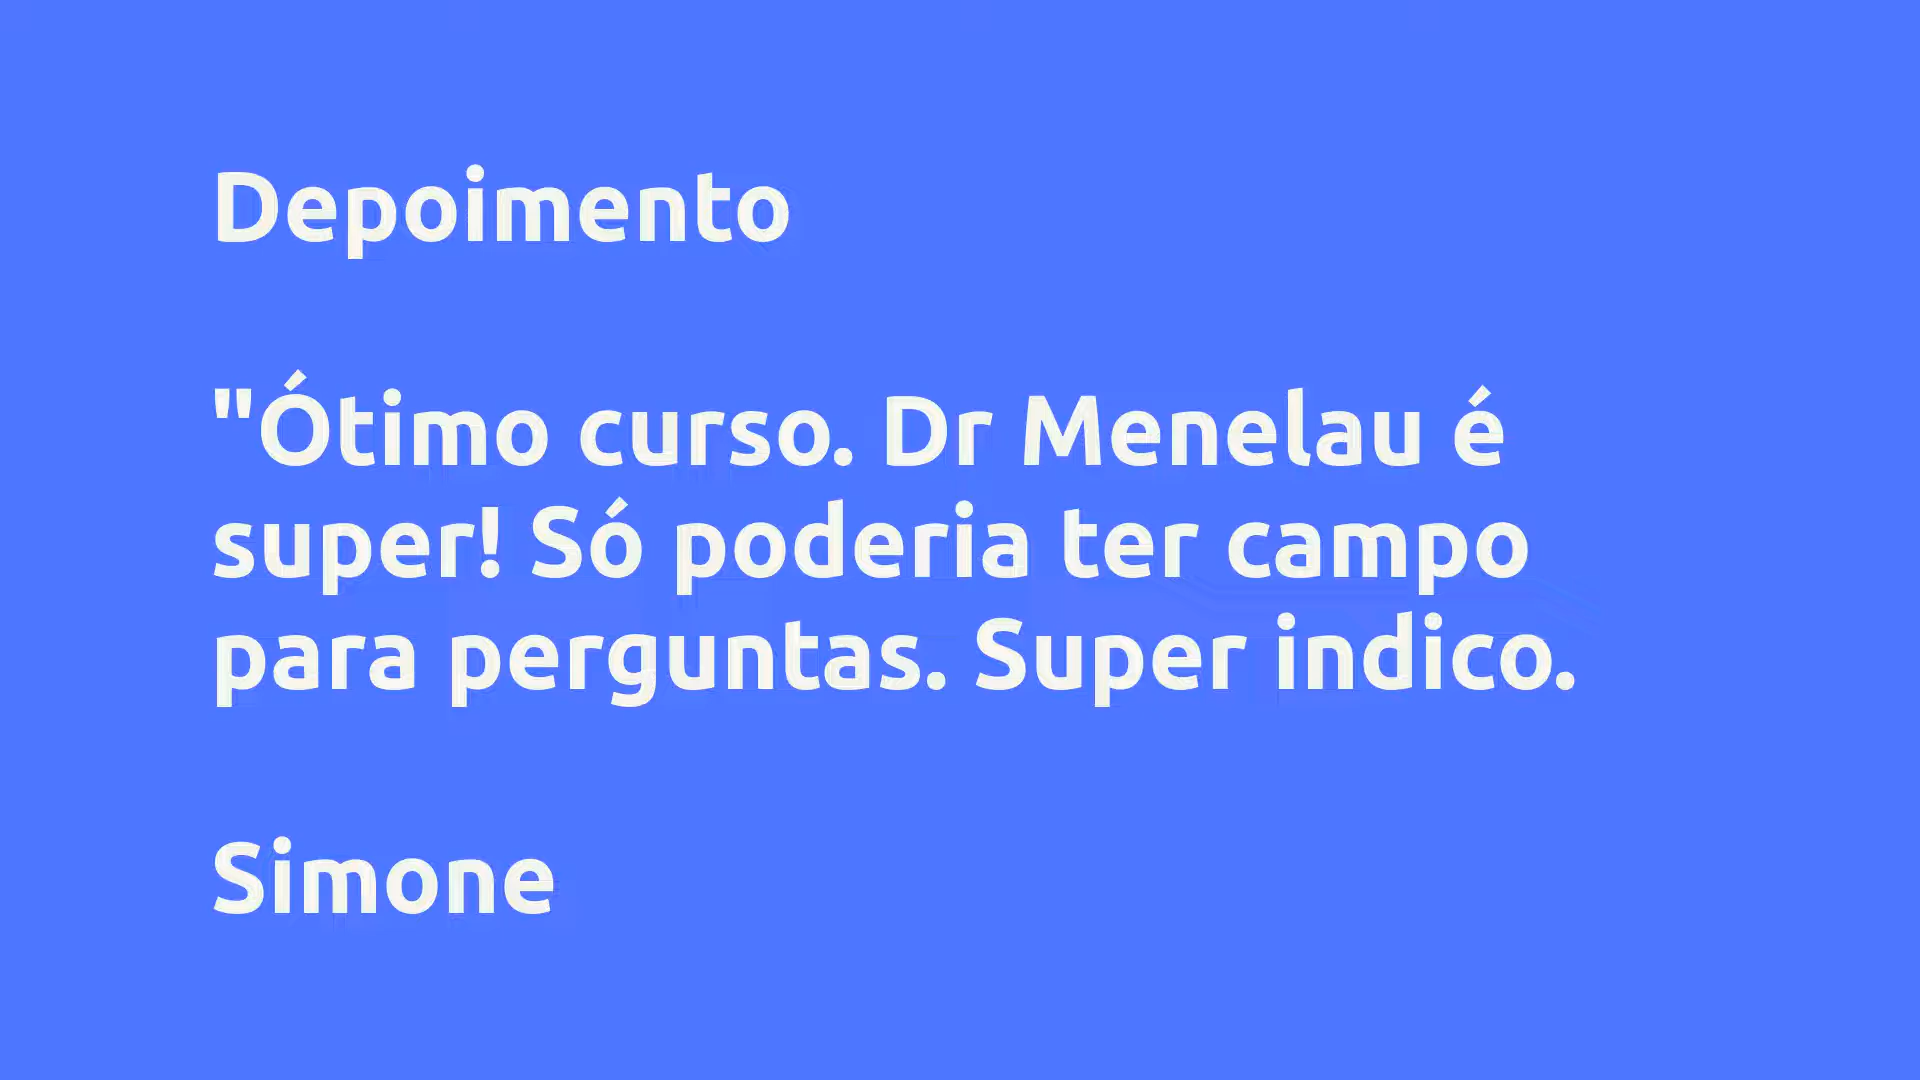 Depoimento
"Ótimo curso. Dr Menelau é
super! Só poderia ter campo
para perguntas. Super indico.
Simone